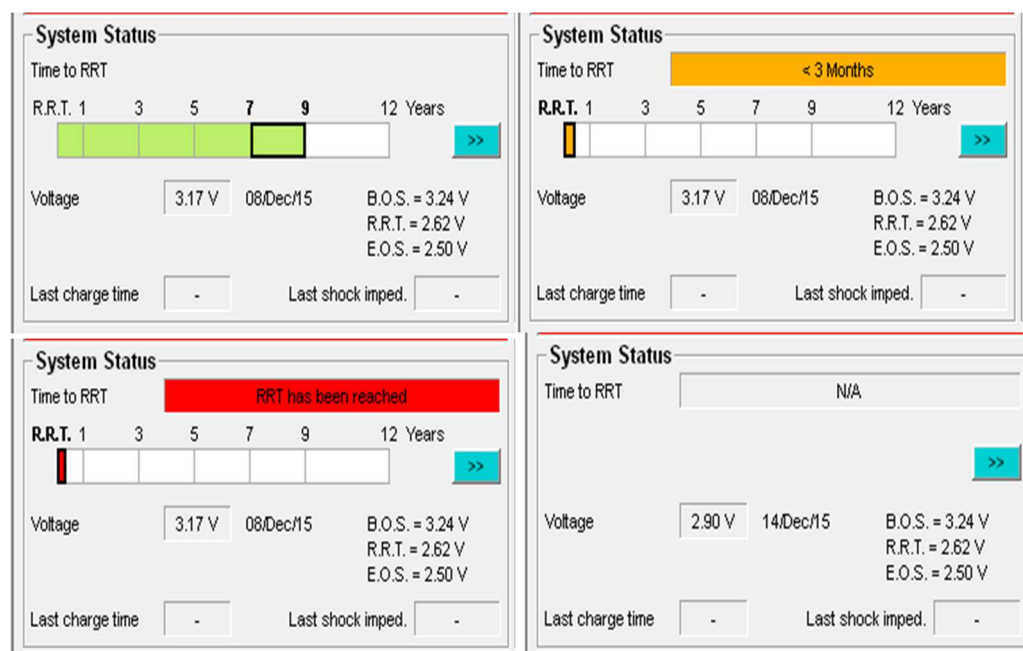 System Status
Time to RRT
R.R.T. 1 3 5 7 9 12 Years
>>
Voltage 3.17 V 08/Dec/15 B.O.S. = 3.24 V
R.R.T. = 2.62 V
E.O.S. = 2.50 V
Last charge time - Last shock imped. -
System Status
Time to RRT < 3 Months
R.R.T. 1 3 5 7 9 12 Years
>>
Voltage 3.17 V 08/Dec/15 B.O.S. = 3.24 V
R.R.T. = 2.62 V
E.O.S. = 2.50 V
Last charge time - Last shock imped. -
System Status
Time to RRT RRT has been reached
R.R.T. 1 3 5 7 9 12 Years
>>
Voltage 3.17 V 08/Dec/15 B.O.S. = 3.24 V
R.R.T. = 2.62 V
E.O.S. = 2.50 V
Last charge time - Last shock imped. -
System Status
Time to RRT N/A
>>
Voltage 2.90 V 14/Dec/15 B.O.S. = 3.24 V
R.R.T. = 2.62 V
E.O.S. = 2.50 V
Last charge time - Last shock imped. -